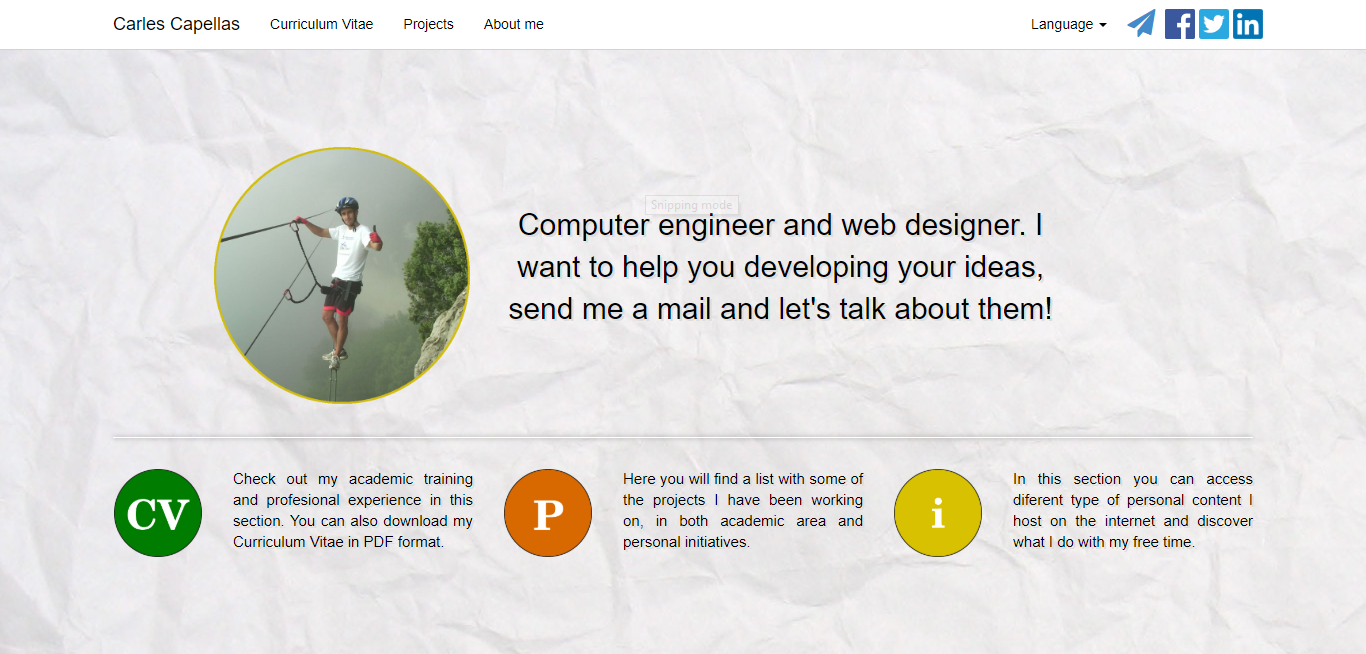 Carles Capellas Curriculum Vitae Projects About me Language
Snipping mode
Computer engineer and web designer. I
want to help you developing your ideas,
send me a mail and let's talk about them!
CV
Check out my academic training
and profesional experience in this
section. You can also download my
Curriculum Vitae in PDF format.
P
Here you will find a list with some of
the projects I have been working
on, in both academic area and
personal initiatives.
i
In this section you can access
diferent type of personal content I
host on the internet and discover
what I do with my free time.